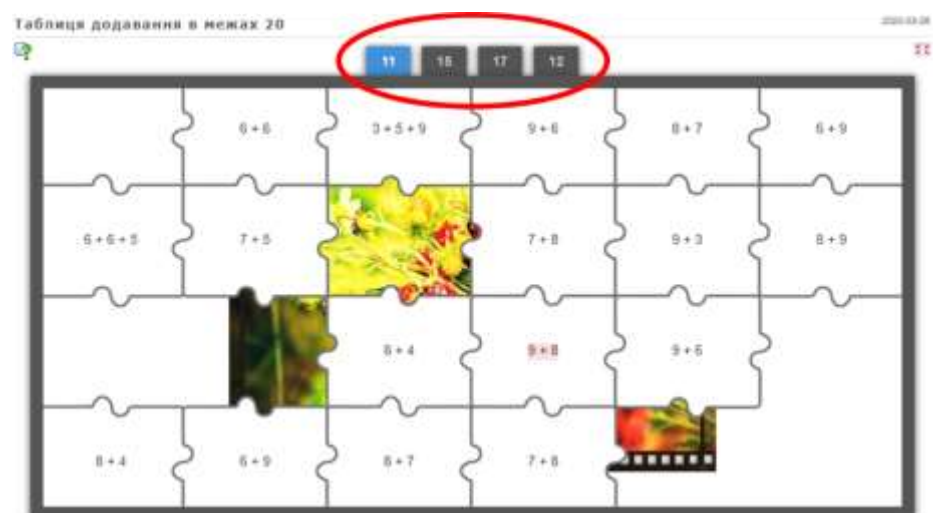 Таблиця додавання в межах 20
11 15 17 12
6 + 6 3 + 5 + 9 9 + 6 8 + 7 6 + 9
6 + 6 + 5 7 + 5 7 + 8 9 + 3 8 + 9
8 + 4 9 + 8 9 + 6
8 + 4 6 + 9 8 + 7 7 + 8